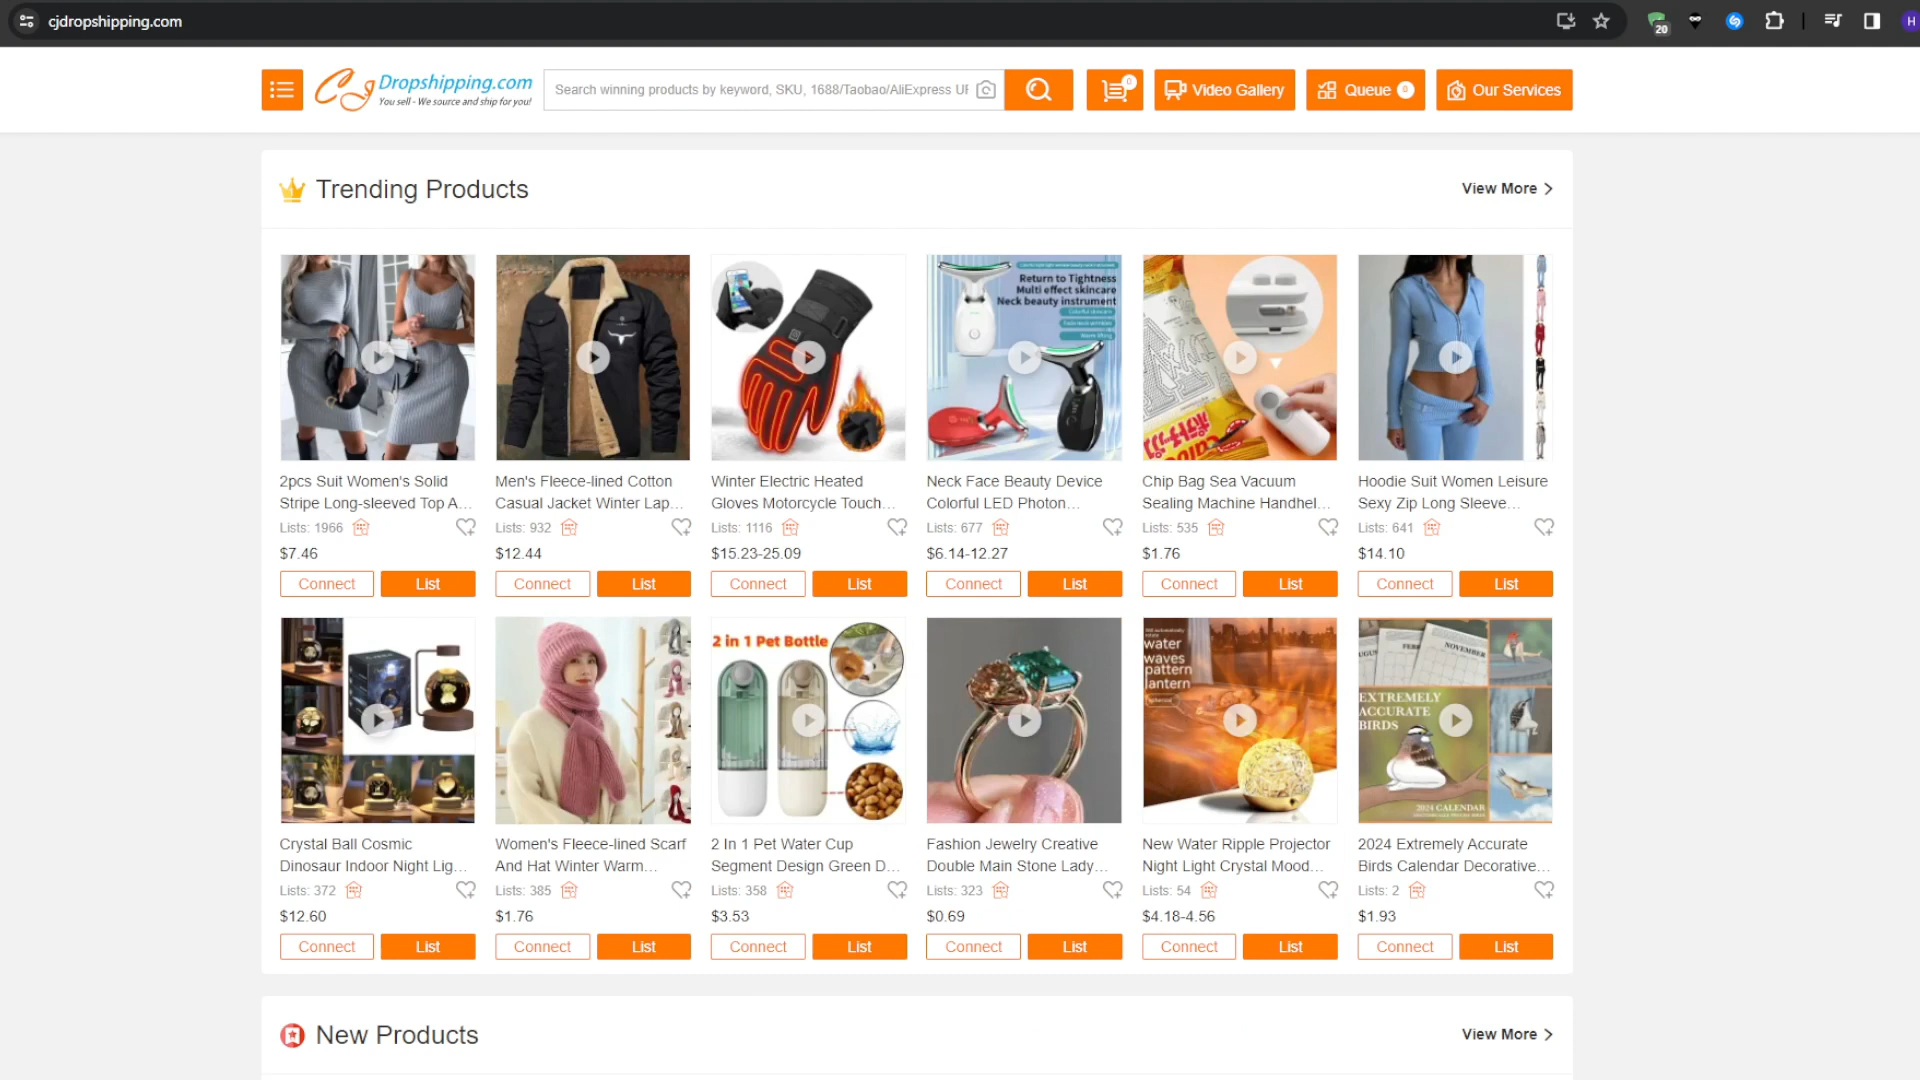 cjdropshipping.com
20
H
Dropshipping.com
You sell - We source and ship for you!
Search winning products by keyword, SKU, 1688/Taobao/AliExpress
0
Video Gallery
Queue 0
Our Services
Trending Products
View More
Return to Tightness
Multi effect skincare
Neck beauty instrument
2pcs Suit Women's Solid
Stripe Long-sleeved Top A...
Lists: 1966
$7.46
Connect
List
Men's Fleece-lined Cotton
Casual Jacket Winter Lap...
Lists: 932
$12.44
Connect
List
Winter Electric Heated
Gloves Motorcycle Touch...
Lists: 1116
$15.23-25.09
Connect
List
Neck Face Beauty Device
Colorful LED Photon...
Lists: 677
$6.14-12.27
Connect
List
Chip Bag Sea Vacuum
Sealing Machine Handhel...
Lists: 535
$1.76
Connect
List
Hoodie Suit Women Leisure
Sexy Zip Long Sleeve...
Lists: 641
$14.10
Connect
List
2 in 1 Pet Bottle
water
waves
pattern
lantern
NOVEMBER
EXTREMELY
ACCURATE
BIRDS
2024 CALENDAR
Crystal Ball Cosmic
Dinosaur Indoor Night Lig...
Lists: 372
$12.60
Connect
List
Women's Fleece-lined Scarf
And Hat Winter Warm...
Lists: 385
$1.76
Connect
List
2 In 1 Pet Water Cup
Segment Design Green D...
Lists: 358
$3.53
Connect
List
Fashion Jewelry Creative
Double Main Stone Lady...
Lists: 323
$0.69
Connect
List
New Water Ripple Projector
Night Light Crystal Mood...
Lists: 54
$4.18-4.56
Connect
List
2024 Extremely Accurate
Birds Calendar Decorative...
Lists: 2
$1.93
Connect
List
New Products
View More